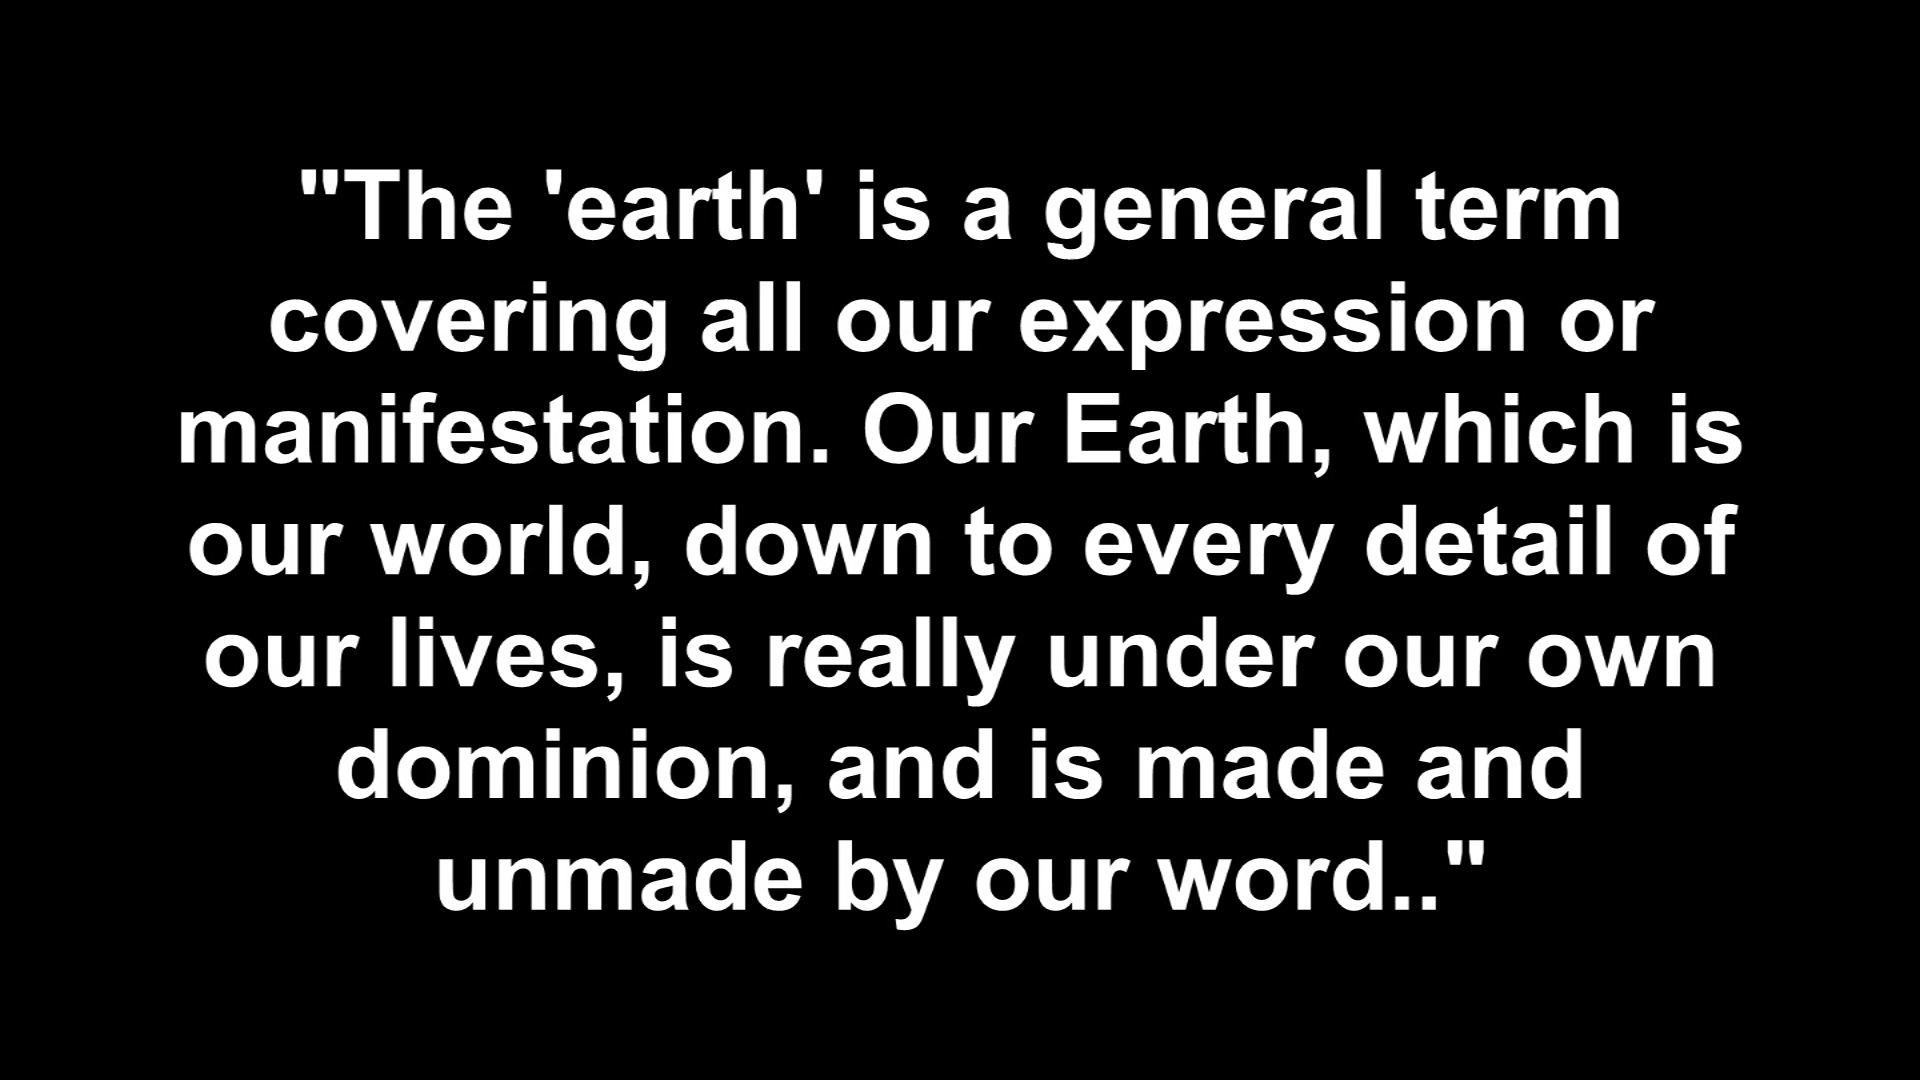 "The 'earth' is a general term
covering all our expression or
manifestation. Our Earth, which is
our world, down to every detail of
our lives, is really under our own
dominion, and is made and
unmade by our word.."